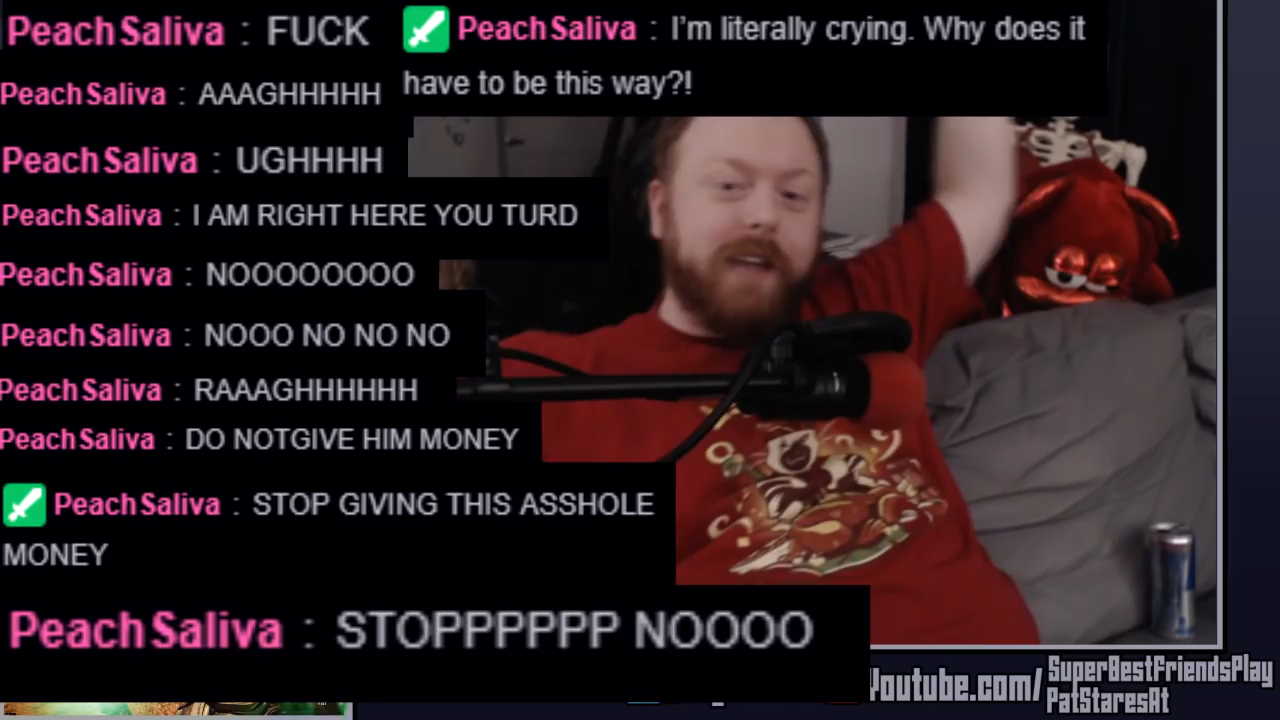 Peach Saliva : FUCK
Peach Saliva : I'm literally crying. Why does it
have to be this way?!
Peach Saliva : AAAGHHHHH
Peach Saliva : UGHHHH
Peach Saliva : I AM RIGHT HERE YOU TURD
Peach Saliva : NOOOOOOOO
Peach Saliva : NOOO NO NO NO
Peach Saliva : RAAAGHHHHHH
Peach Saliva : DO NOTGIVE HIM MONEY
Peach Saliva : STOP GIVING THIS ASSHOLE
MONEY
Peach Saliva : STOPPPPPP NOOOO
Youtube.com/
SuperBestFriendsPlay
PatStaresAt